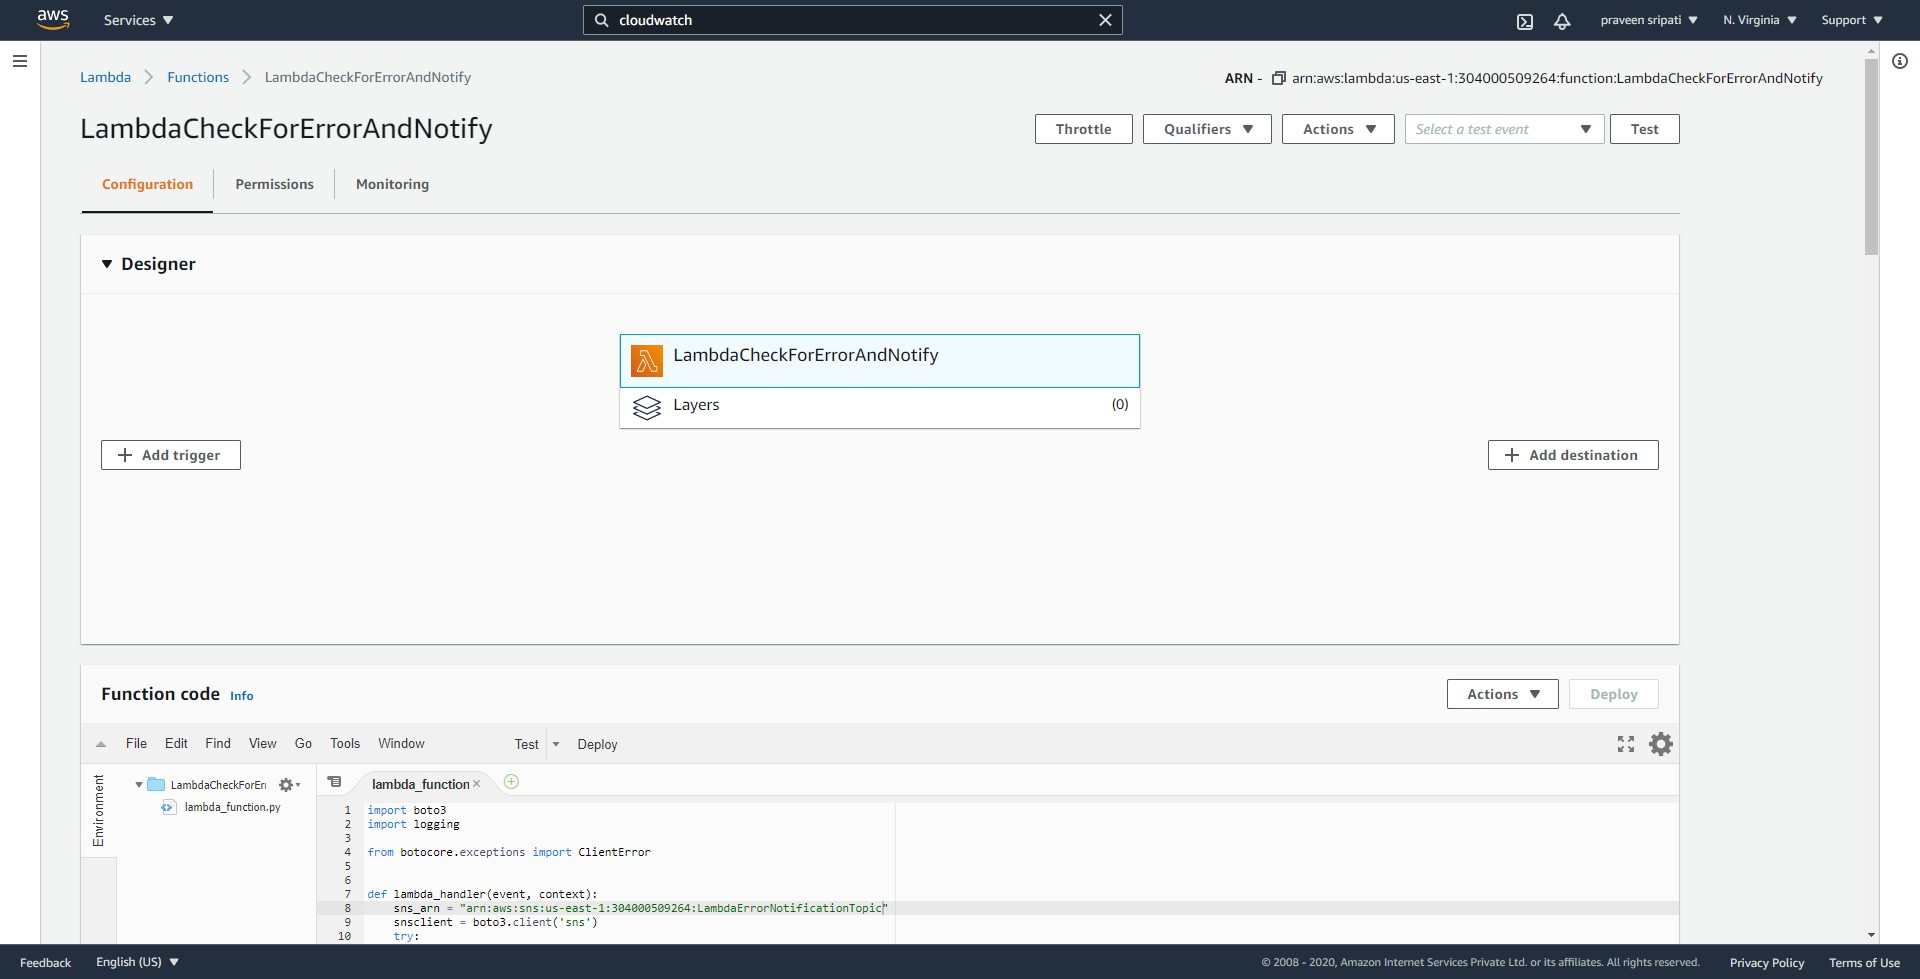 aws Services cloudwatch praveen sripati N. Virginia Support
Lambda Functions LambdaCheckForErrorAndNotify
ARN - arn:aws:lambda:us-east-1:304000509264:function:LambdaCheckForErrorAndNotify
LambdaCheckForErrorAndNotify
Throttle Qualifiers Actions Select a test event Test
Configuration Permissions Monitoring
Designer
LambdaCheckForErrorAndNotify
Layers (0)
+ Add trigger
+ Add destination
Function code Info
Actions Deploy
File Edit Find View Go Tools Window Test Deploy
Environment
LambdaCheckForErr
lambda_function.py
lambda_function ×
1 import boto3
2 import logging
3
4 from botocore.exceptions import ClientError
5
6
7 def lambda_handler(event, context):
8 sns_arn = "arn:aws:sns:us-east-1:304000509264:LambdaErrorNotificationTopic"
9 snsclient = boto3.client('sns')
10 try:
Feedback English (US)
© 2008 - 2020, Amazon Internet Services Private Ltd. or its affiliates. All rights reserved. Privacy Policy Terms of Use